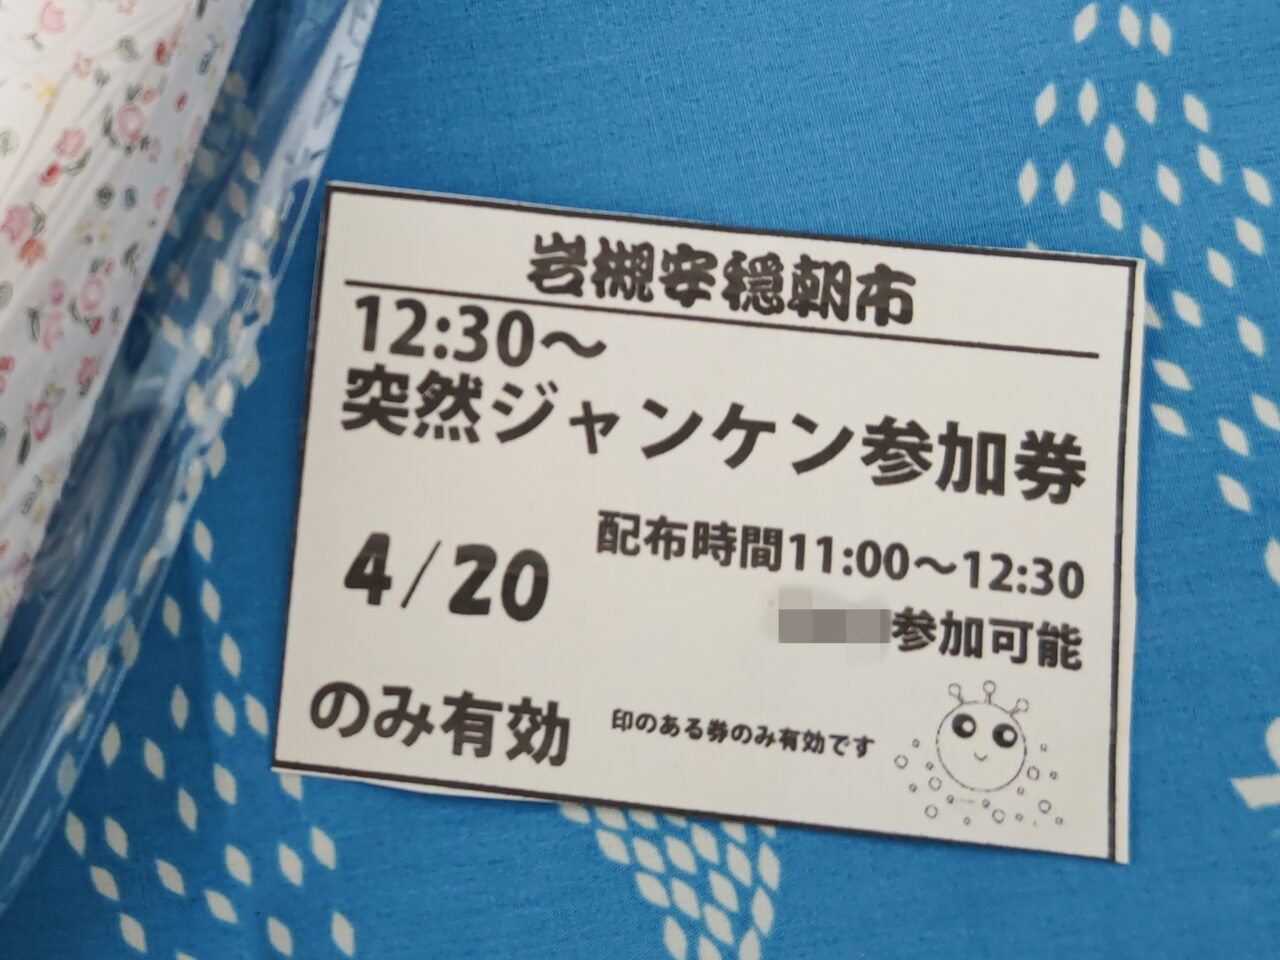 岩槻安穏朝市
12:30～
突然ジャンケン参加券
配布時間11:00～12:30
4/20
参加可能
のみ有効
印のある券のみ有効です